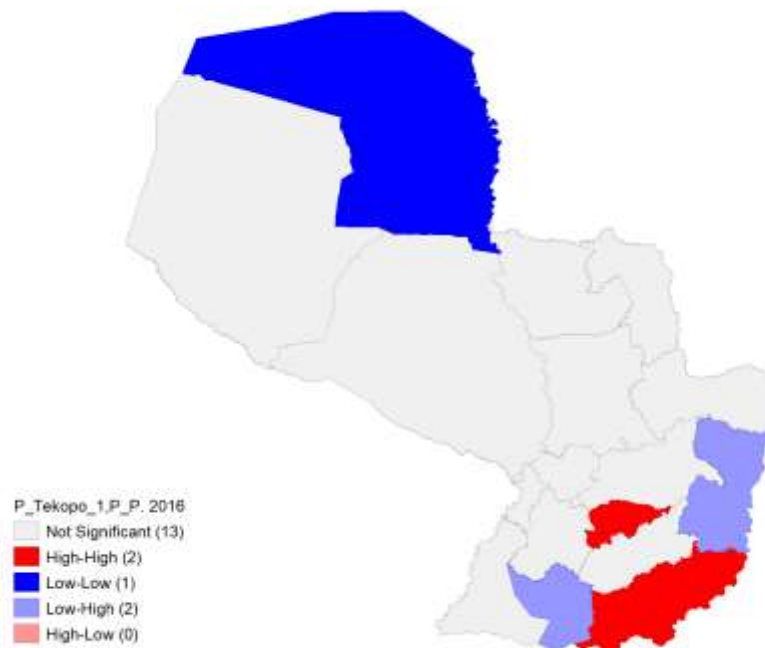 P_Tekopo_1,P_P. 2016
Not Significant (13)
High-High (2)
Low-Low (1)
Low-High (2)
High-Low (0)